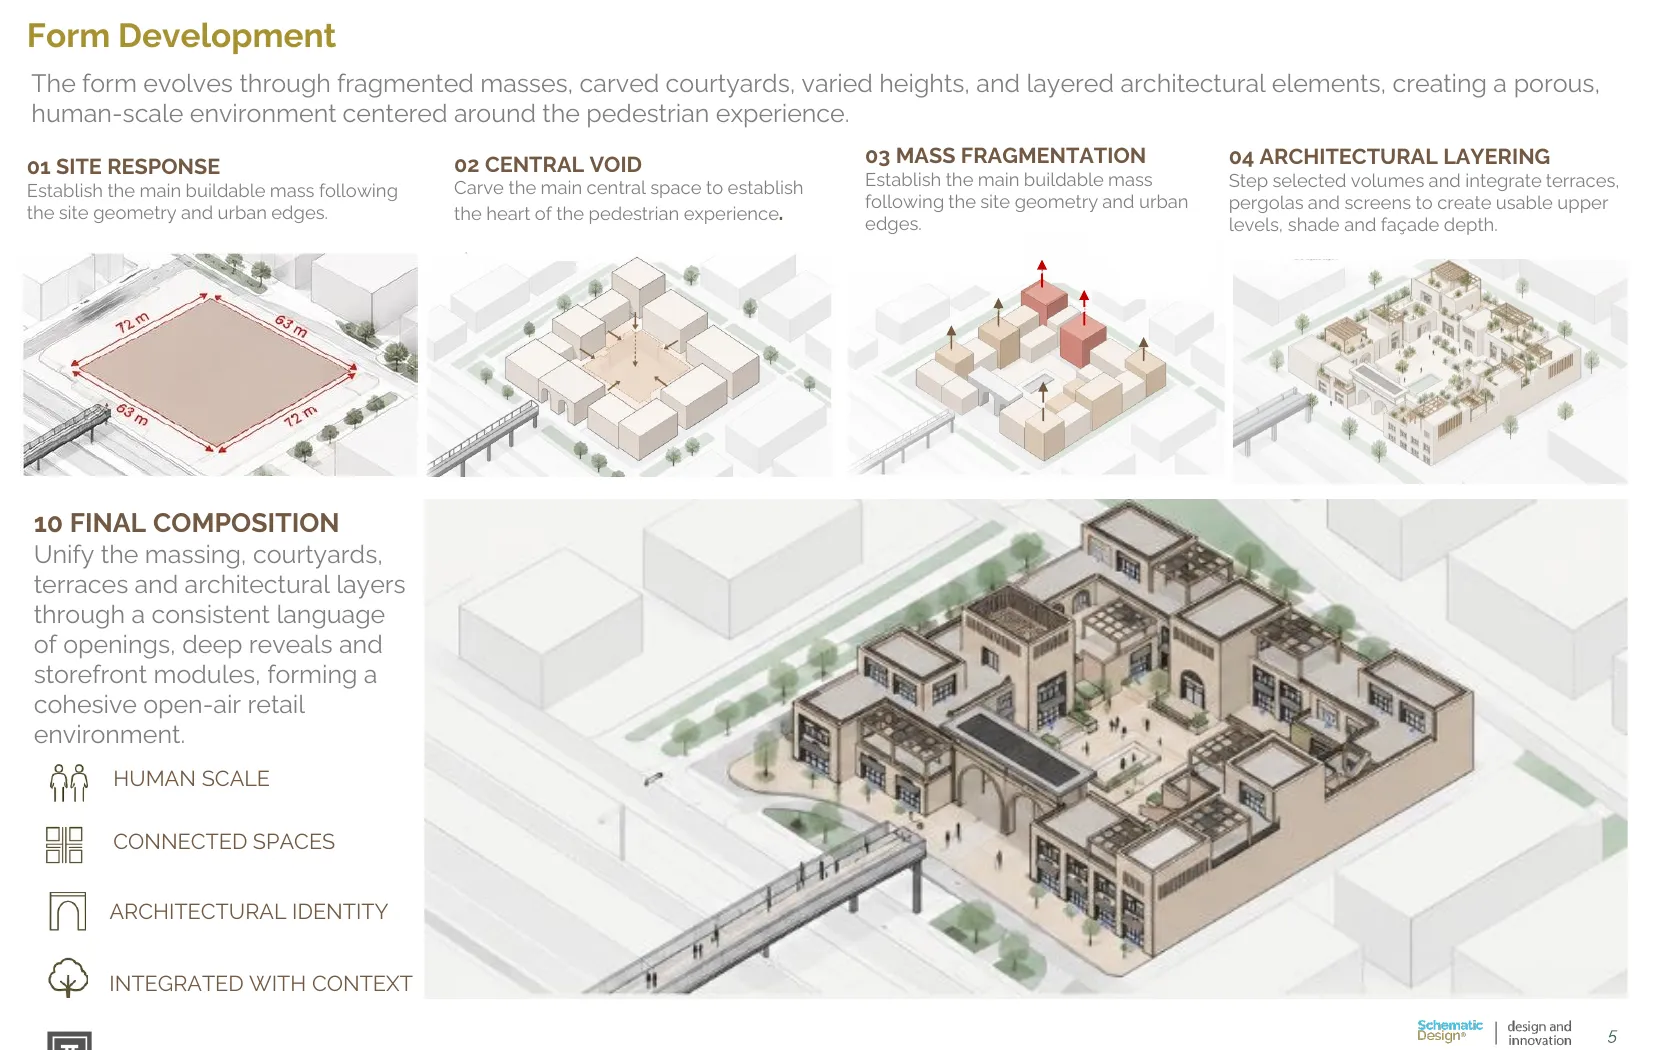 Form Development
The form evolves through fragmented masses, carved courtyards, varied heights, and layered architectural elements, creating a porous,
human-scale environment centered around the pedestrian experience.
01 SITE RESPONSE
Establish the main buildable mass following
the site geometry and urban edges.
02 CENTRAL VOID
Carve the main central space to establish
the heart of the pedestrian experience.
03 MASS FRAGMENTATION
Establish the main buildable mass
following the site geometry and urban
edges.
04 ARCHITECTURAL LAYERING
Step selected volumes and integrate terraces,
pergolas and screens to create usable upper
levels, shade and façade depth.
72 m
63 m
63 m
72 m
10 FINAL COMPOSITION
Unify the massing, courtyards,
terraces and architectural layers
through a consistent language
of openings, deep reveals and
storefront modules, forming a
cohesive open-air retail
environment.
HUMAN SCALE
CONNECTED SPACES
ARCHITECTURAL IDENTITY
INTEGRATED WITH CONTEXT
Schematic
Design®
design and
innovation
5